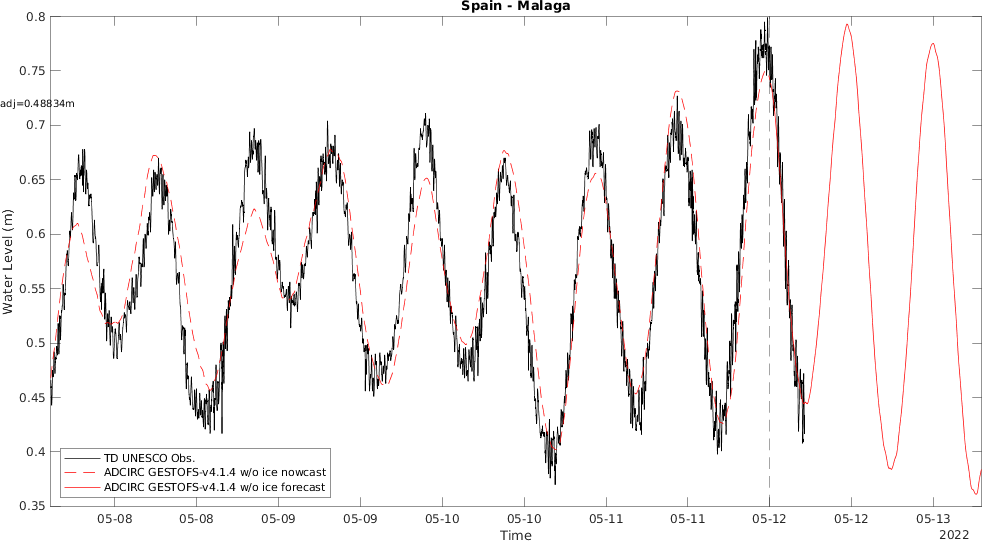 Spain - Malaga
0.8
0.75
adj=0.48834m
0.7
0.65
0.6
0.55
0.5
0.45
0.4
0.35
Water Level (m)
TD UNESCO Obs.
ADCIRC GESTOFS-v4.1.4 w/o ice nowcast
ADCIRC GESTOFS-v4.1.4 w/o ice forecast
05-08 05-08 05-09 05-09 05-10 05-10 05-11 05-11 05-12 05-12 05-13
Time
2022